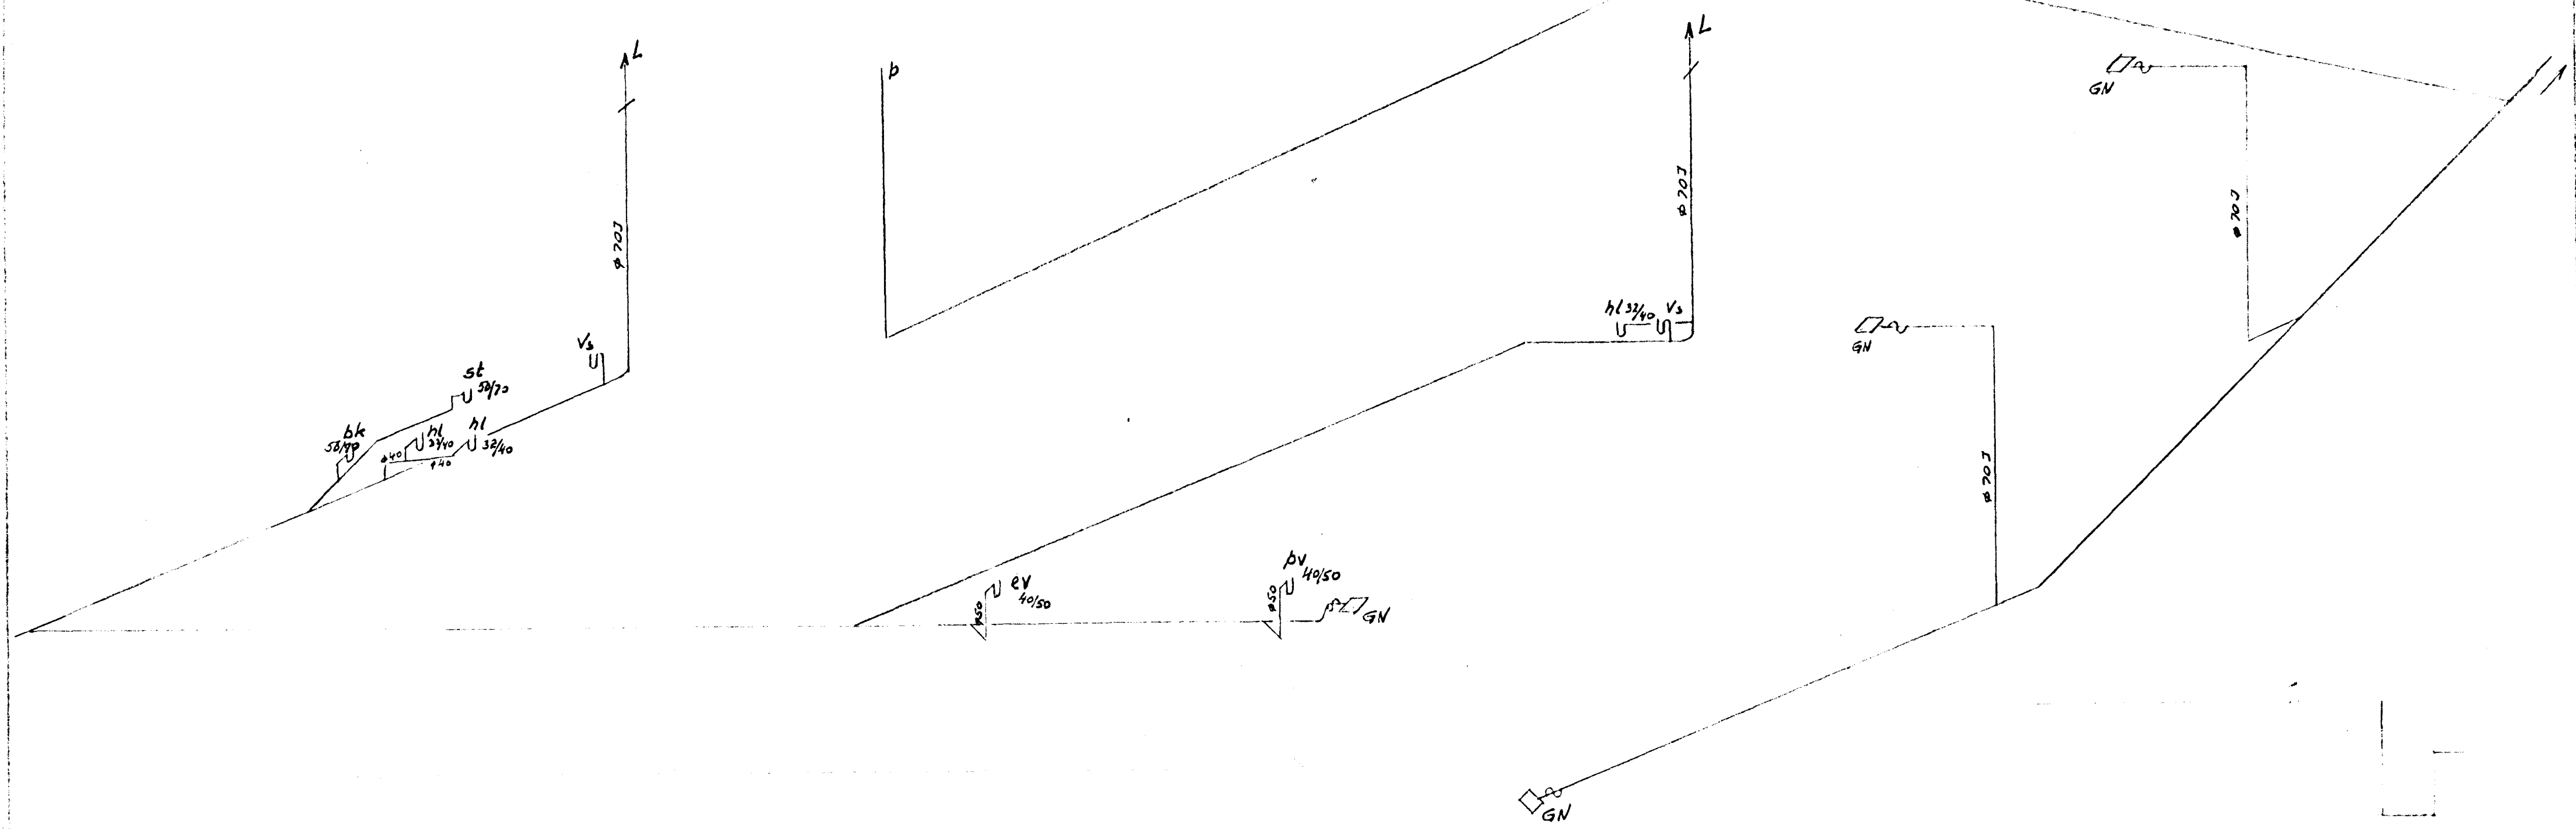 L
ø 70J
Vs
st
50/70
bk
50/70
hl
32/40
hl
32/40
ø40
ø40
p
L
ø 70J
hl 32/40
Vs
ev
40/50
ø50
pv
40/50
ø50
GN
GN
ø 70J
GN
ø 70J
GN